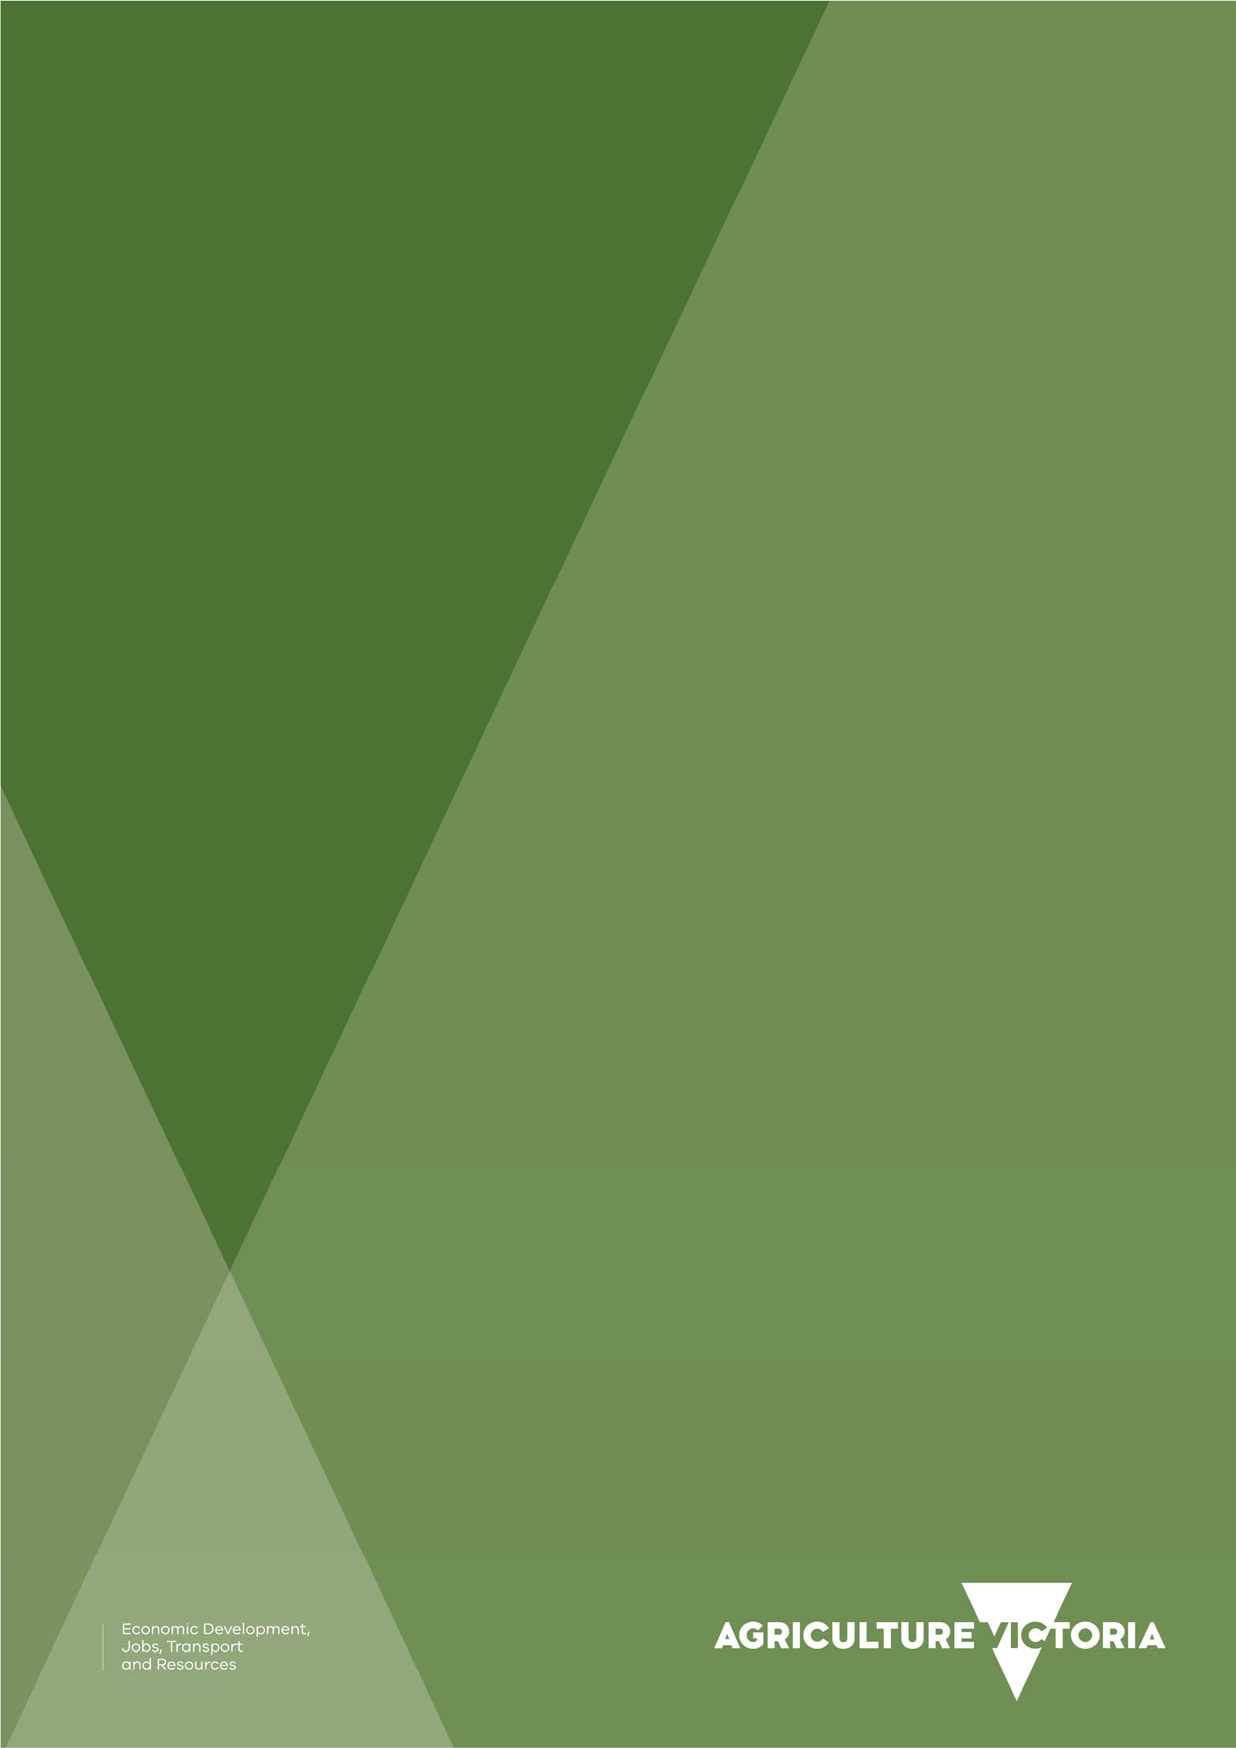 Economic Development,
Jobs, Transport
and Resources
AGRICULTURE VICTORIA